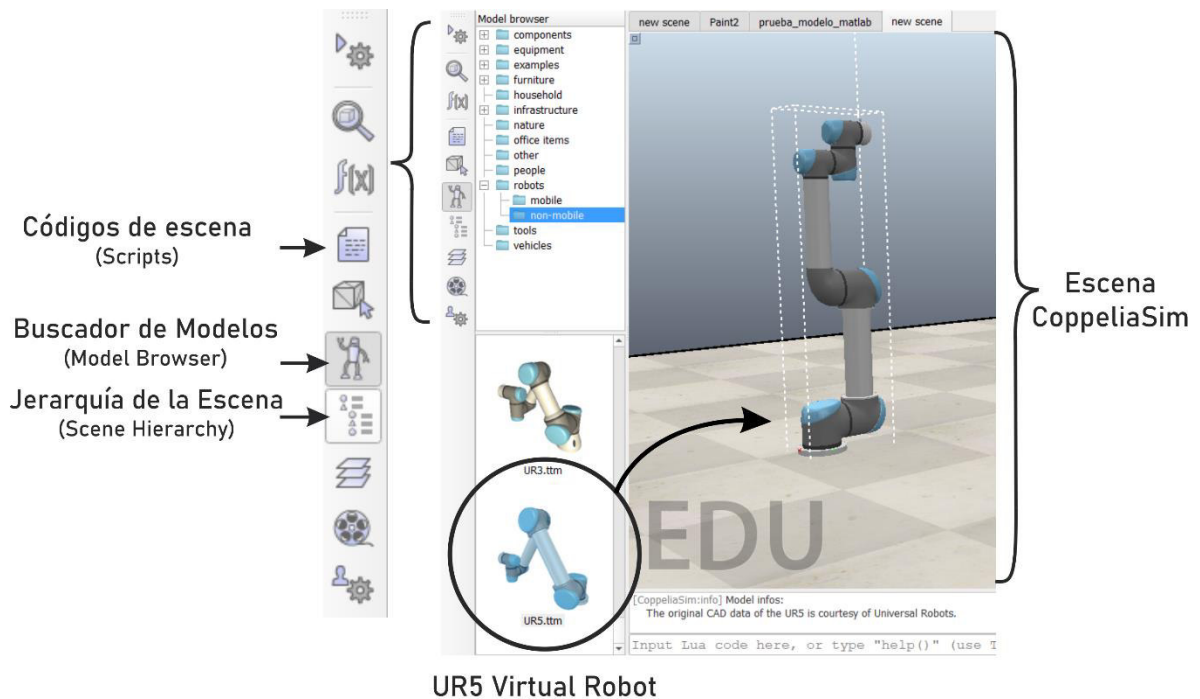 Códigos de escena
(Scripts)
Buscador de Modelos
(Model Browser)
Jerarquía de la Escena
(Scene Hierarchy)
f(x)
f(x)
Model browser
components
equipment
examples
furniture
household
infrastructure
nature
office items
other
people
robots
mobile
non-mobile
tools
vehicles
UR3.ttm
UR5.ttm
new scene
Paint2
prueba_modelo_matlab
new scene
EDU
[CoppeliaSim:info] Model infos:
The original CAD data of the UR5 is courtesy of Universal Robots.
Input Lua code here, or type "help()" (use T
Escena
CoppeliaSim
UR5 Virtual Robot